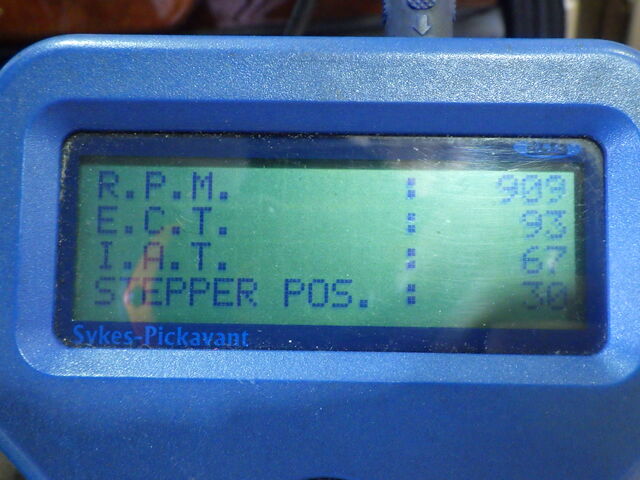 R.P.M. : 909
E.C.T. : 93
I.A.T. : 67
STEPPER POS. : 30
Sykes-Pickavant